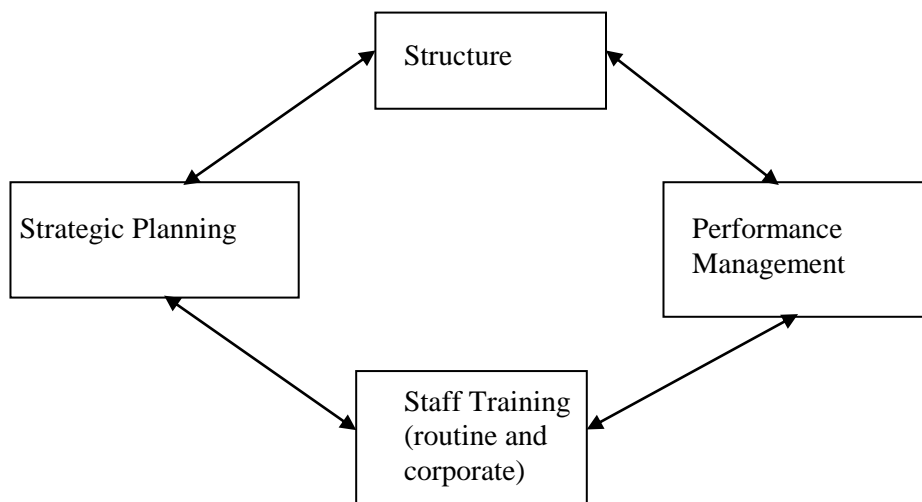 Structure
Strategic Planning
Performance
Management
Staff Training
(routine and
corporate)